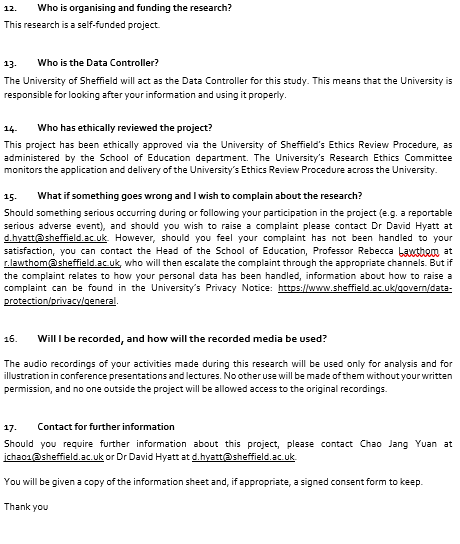 12. Who is organising and funding the research?
This research is a self-funded project.
13. Who is the Data Controller?
The University of Sheffield will act as the Data Controller for this study. This means that the University is
responsible for looking after your information and using it properly.
14. Who has ethically reviewed the project?
This project has been ethically approved via the University of Sheffield's Ethics Review Procedure, as
administered by the School of Education department. The University's Research Ethics Committee
monitors the application and delivery of the University's Ethics Review Procedure across the University.
15. What if something goes wrong and I wish to complain about the research?
Should something serious occurring during or following your participation in the project (e.g. a reportable
serious adverse event), and should you wish to raise a complaint please contact Dr David Hyatt at
d.hyatt@sheffield.ac.uk. However, should you feel your complaint has not been handled to your
satisfaction, you can contact the Head of the School of Education, Professor Rebecca Lawthom at
r.lawthom@sheffield.ac.uk, who will then escalate the complaint through the appropriate channels. But if
the complaint relates to how your personal data has been handled, information about how to raise a
complaint can be found in the University's Privacy Notice: https://www.sheffield.ac.uk/govern/data-
protection/privacy/general.
16. Will I be recorded, and how will the recorded media be used?
The audio recordings of your activities made during this research will be used only for analysis and for
illustration in conference presentations and lectures. No other use will be made of them without your written
permission, and no one outside the project will be allowed access to the original recordings.
17. Contact for further information
Should you require further information about this project, please contact Chao Jang Yuan at
jchao1@sheffield.ac.uk or Dr David Hyatt at d.hyatt@sheffield.ac.uk.
You will be given a copy of the information sheet and, if appropriate, a signed consent form to keep.
Thank you